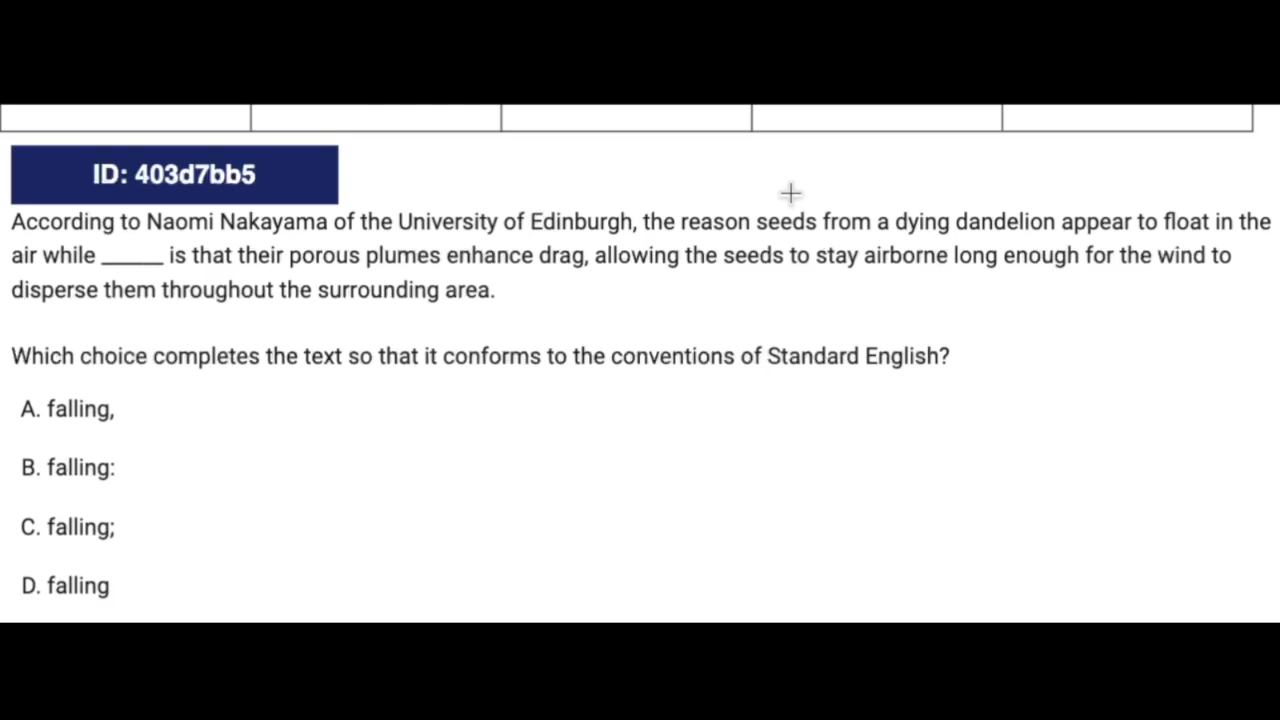 ID: 403d7bb5
According to Naomi Nakayama of the University of Edinburgh, the reason seeds from a dying dandelion appear to float in the
air while ______ is that their porous plumes enhance drag, allowing the seeds to stay airborne long enough for the wind to
disperse them throughout the surrounding area.
Which choice completes the text so that it conforms to the conventions of Standard English?
A. falling,
B. falling:
C. falling;
D. falling